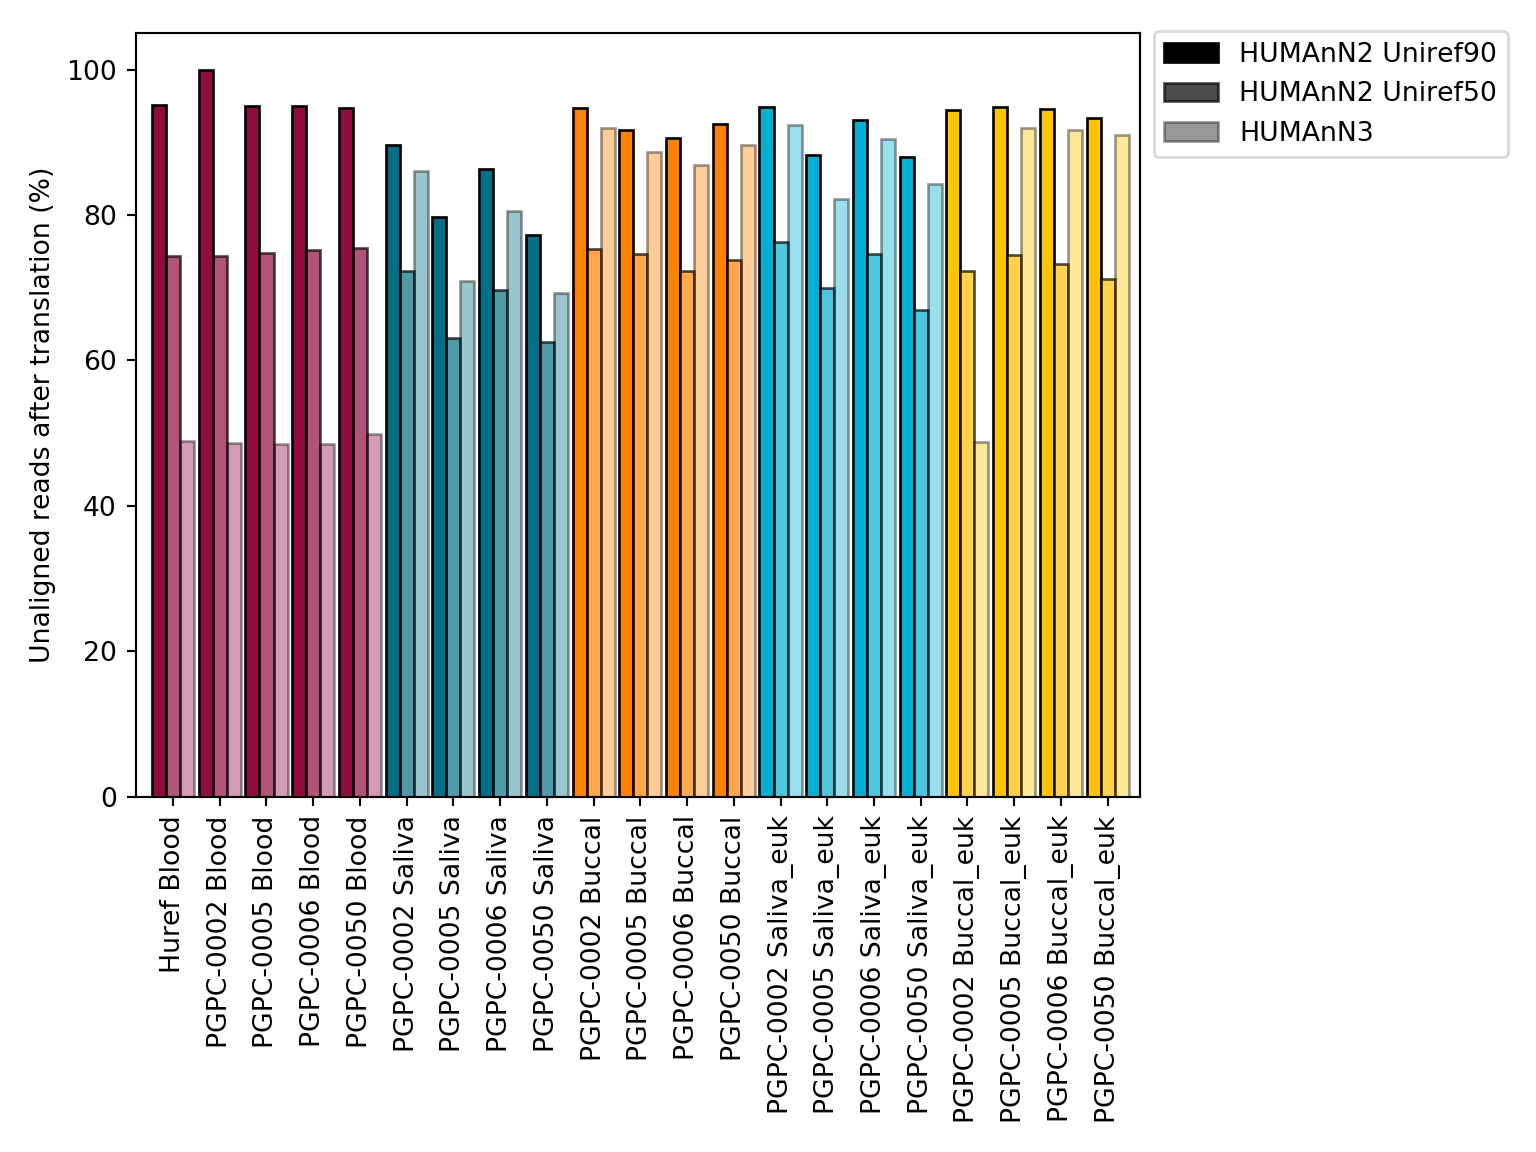 HUMAnN2 Uniref90
HUMAnN2 Uniref50
HUMAnN3
Unaligned reads after translation (%)
100
80
60
40
20
0
Huref Blood
PGPC-0002 Blood
PGPC-0005 Blood
PGPC-0006 Blood
PGPC-0050 Blood
PGPC-0002 Saliva
PGPC-0005 Saliva
PGPC-0006 Saliva
PGPC-0050 Saliva
PGPC-0002 Buccal
PGPC-0005 Buccal
PGPC-0006 Buccal
PGPC-0050 Buccal
PGPC-0002 Saliva_euk
PGPC-0005 Saliva_euk
PGPC-0006 Saliva_euk
PGPC-0050 Saliva_euk
PGPC-0002 Buccal_euk
PGPC-0005 Buccal_euk
PGPC-0006 Buccal_euk
PGPC-0050 Buccal_euk